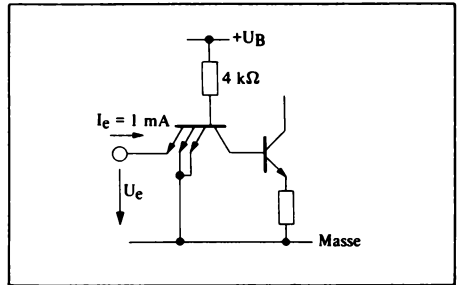 +U_B
4 kΩ
I_e = 1 mA
U_e
Masse